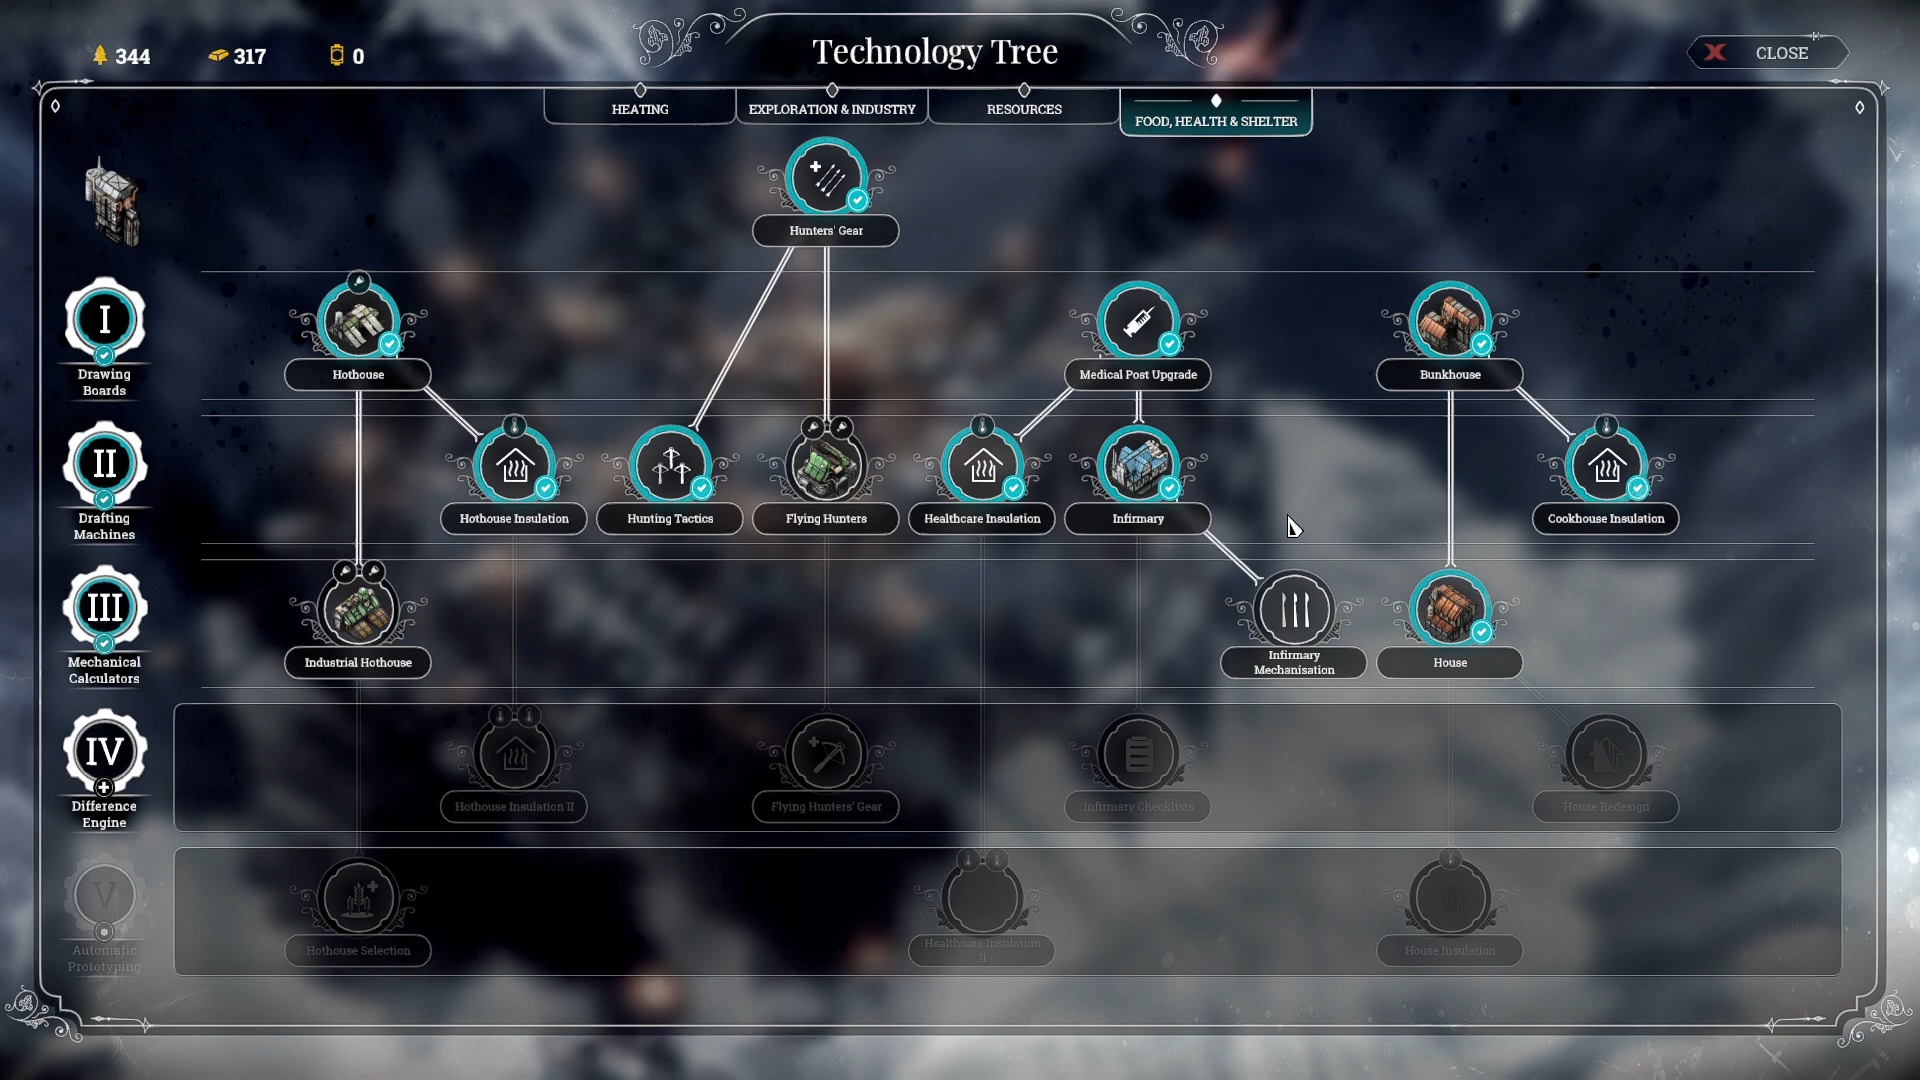 344
317
0
Technology Tree
CLOSE
HEATING
EXPLORATION & INDUSTRY
RESOURCES
FOOD, HEALTH & SHELTER
Hunters' Gear
I
Drawing
Boards
Hothouse
Medical Post Upgrade
Bunkhouse
II
Drafting
Machines
Hothouse Insulation
Hunting Tactics
Flying Hunters
Healthcare Insulation
Infirmary
Cookhouse Insulation
III
Mechanical
Calculators
Industrial Hothouse
Infirmary
Mechanisation
House
IV
Difference
Engine
Hothouse Insulation II
Flying Hunters' Gear
Infirmary Checklists
House Redesign
V
Automatic
Prototyping
Hothouse Selection
Healthcare Insulation
II
House Insulation